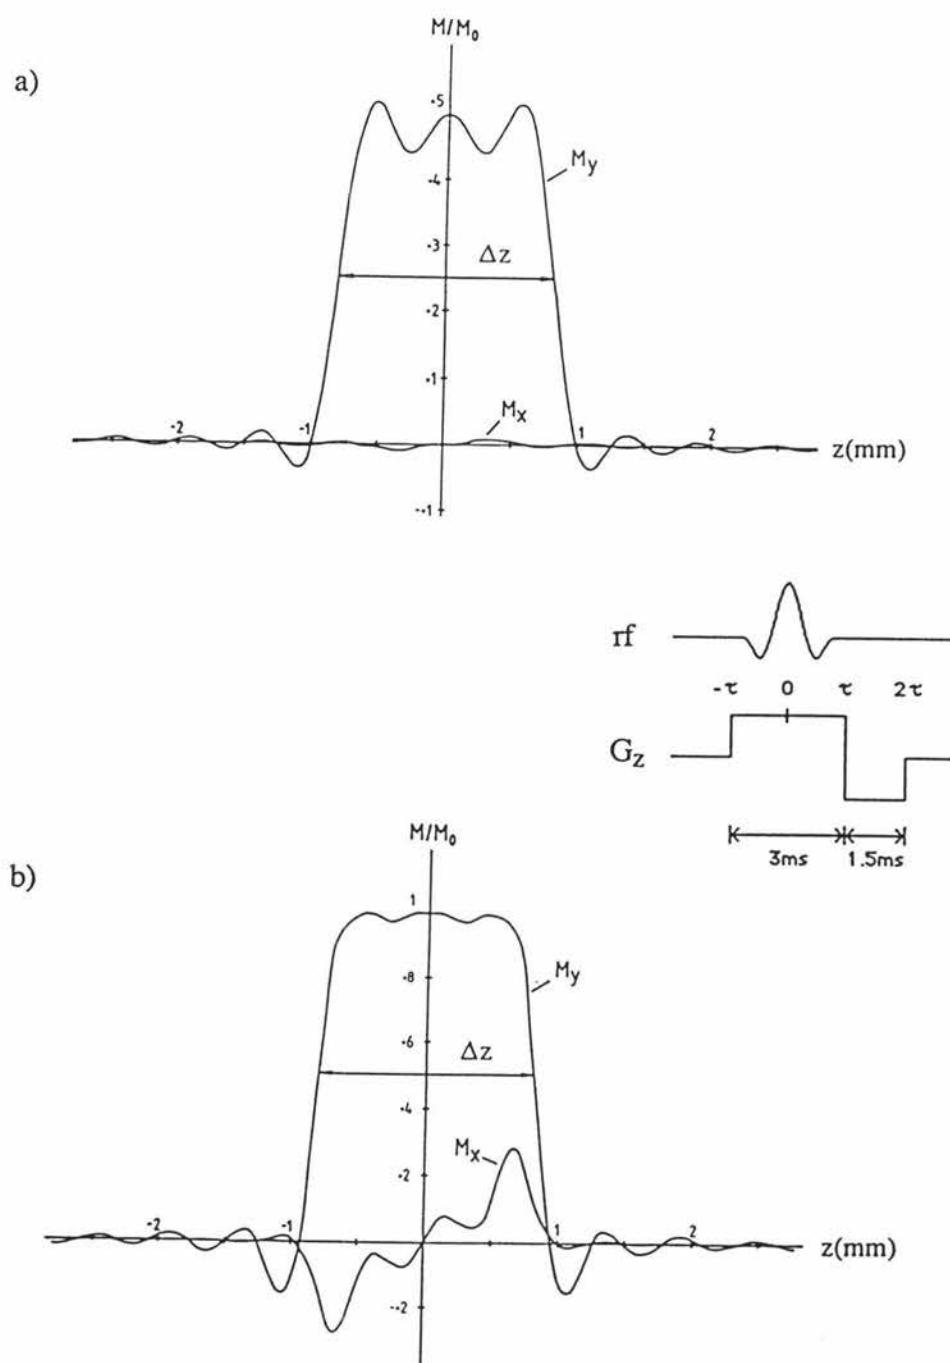 a)
M/M₀
.5
.4
.3
.2
.1
-.1
My
Δz
Mx
-2 -1 1 2 z(mm)
rf
-τ 0 τ 2τ
Gz
3ms 1.5ms
b)
M/M₀
1
.8
.6
.4
.2
-.2
My
Δz
Mx
-2 -1 1 2 z(mm)